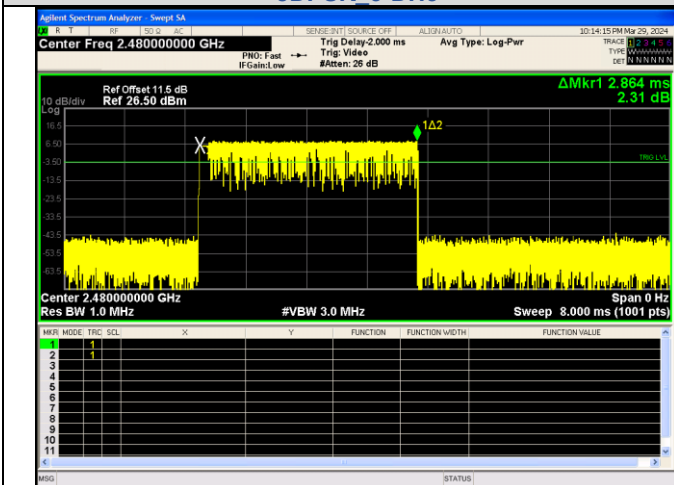 Agilent Spectrum Analyzer - Swept SA
R T RF 50 Ω AC SENSE:INT SOURCE OFF ALIGN AUTO 10:14:15 PM Mar 29, 2024
Center Freq 2.480000000 GHz
PNO: Fast
IFGain:Low
Trig Delay-2.000 ms
Trig: Video
#Atten: 26 dB
Avg Type: Log-Pwr
TRACE 1 2 3 4 5 6
TYPE
DET N N N N N N
ΔMkr1 2.864 ms
2.31 dB
Ref Offset 11.5 dB
10 dB/div Ref 26.50 dBm
Log
16.5
6.50
-3.50
-13.5
-23.5
-33.5
-43.5
-53.5
-63.5
X
1Δ2
TRIG LVL
Center 2.480000000 GHz Span 0 Hz
Res BW 1.0 MHz #VBW 3.0 MHz Sweep 8.000 ms (1001 pts)
MKR MODE TRC SCL X Y FUNCTION FUNCTION WIDTH FUNCTION VALUE
1 1
2 1
3
4
5
6
7
8
9
10
11
MSG STATUS